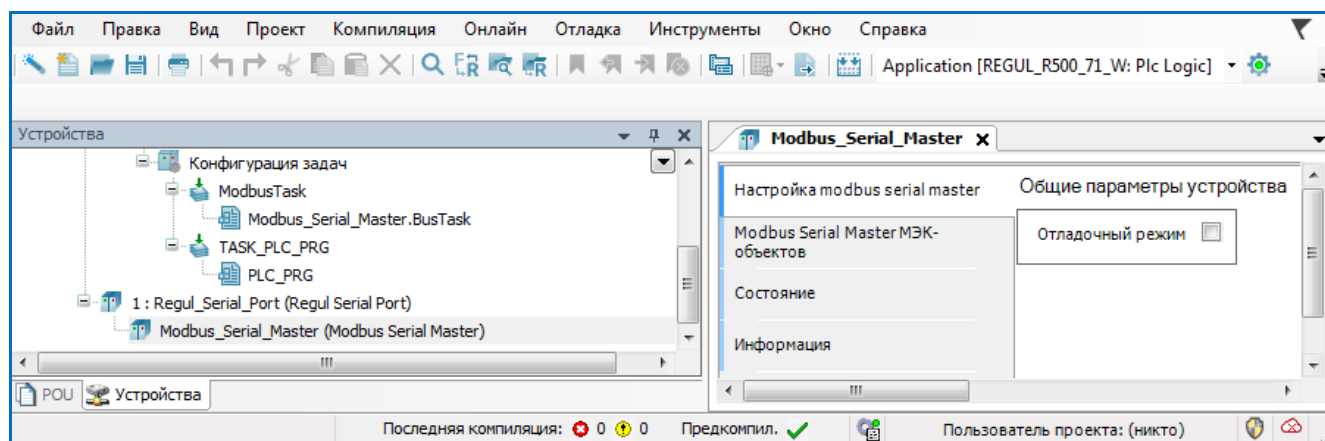 Файл Правка Вид Проект Компиляция Онлайн Отладка Инструменты Окно Справка
Application [REGUL_R500_71_W: Plc Logic]
Устройства
Конфигурация задач
ModbusTask
Modbus_Serial_Master.BusTask
TASK_PLC_PRG
PLC_PRG
1 : Regul_Serial_Port (Regul Serial Port)
Modbus_Serial_Master (Modbus Serial Master)
POU Устройства
Modbus_Serial_Master
Настройка modbus serial master
Modbus Serial Master МЭК-
объектов
Состояние
Информация
Общие параметры устройства
Отладочный режим
Последняя компиляция: 0 0 Предкомпил. Пользователь проекта: (никто)